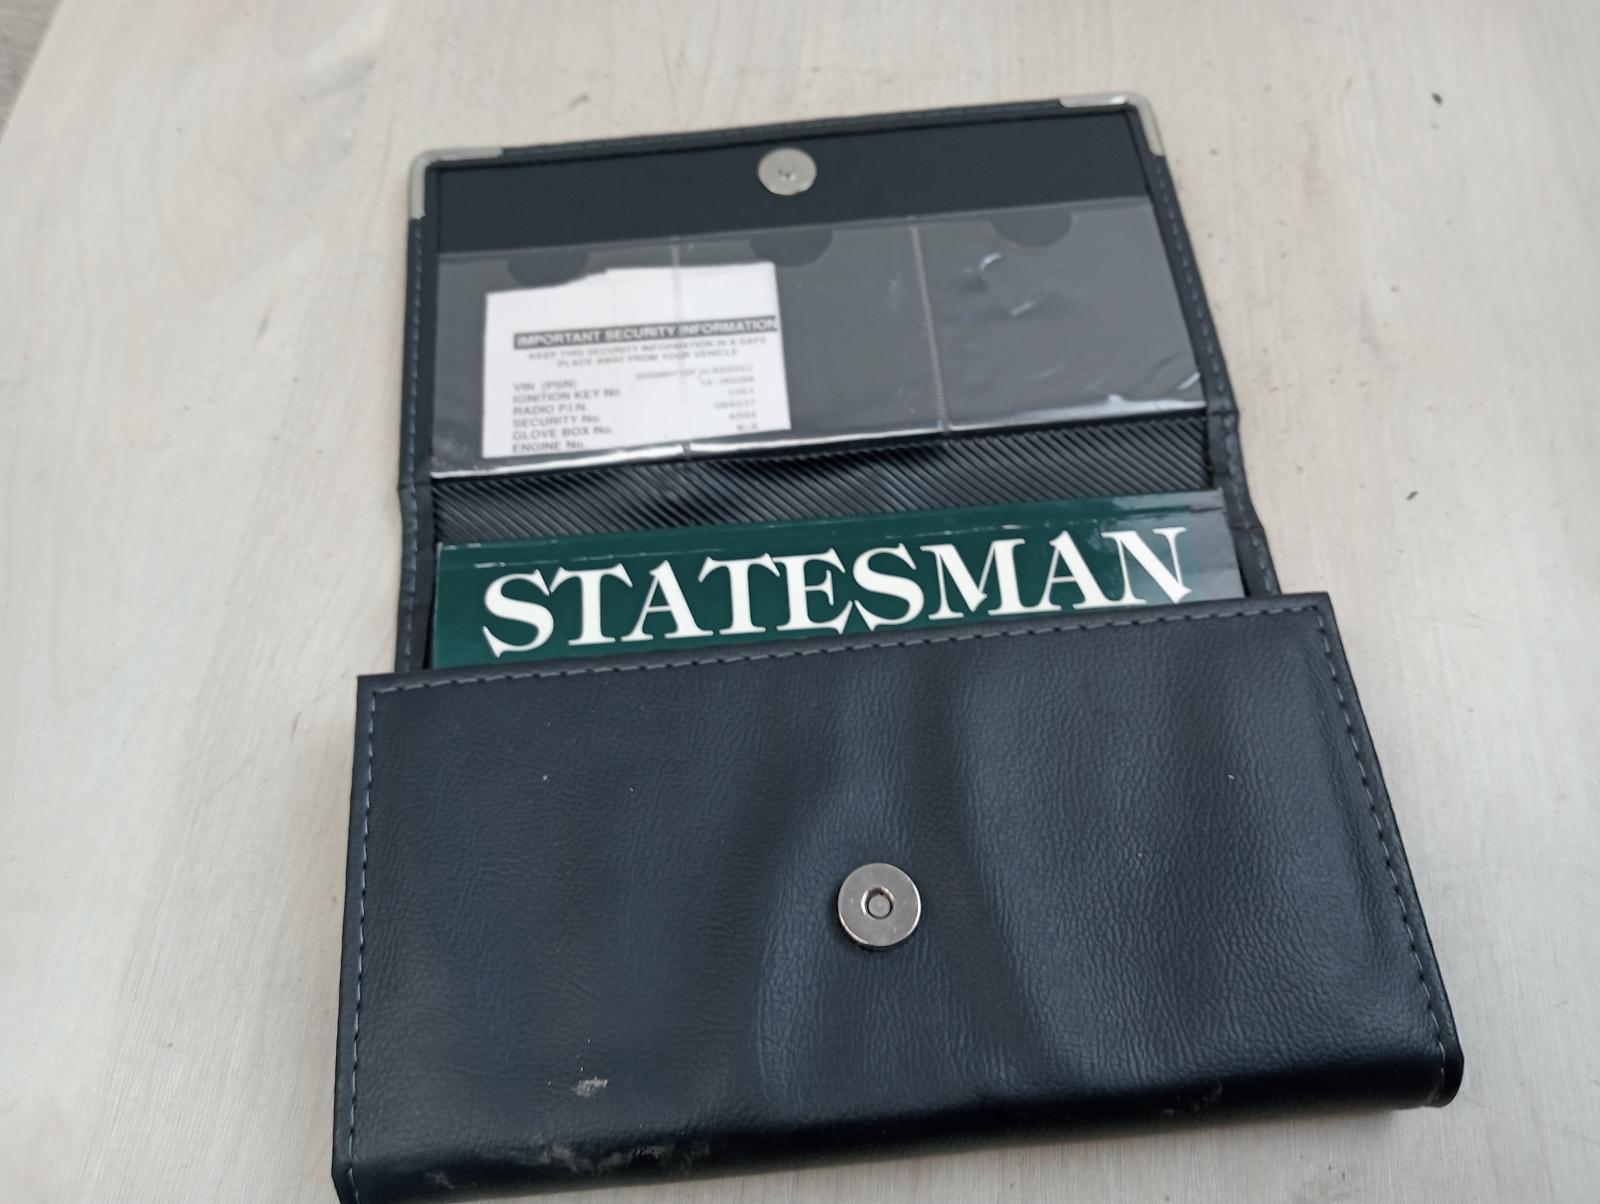 IMPORTANT SECURITY INFORMATION
KEEP THIS SECURITY INFORMATION IN A SAFE
PLACE AWAY FROM YOUR VEHICLE
VIN (PSN)
IGNITION KEY No.
RADIO P.I.N.
SECURITY No.
GLOVE BOX No.
ENGINE No.
N/A
STATESMAN